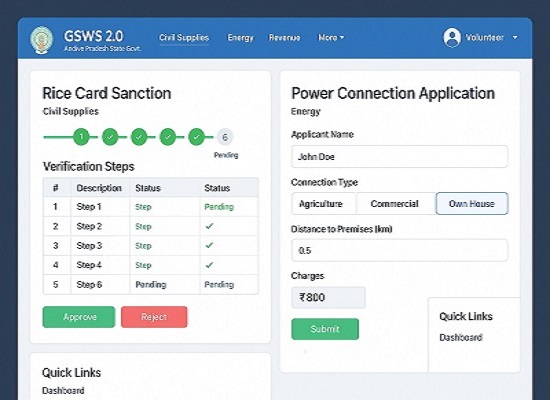 GSWS 2.0
Andive Pradesh State Govt.
Civil Supplies
Energy
Revenue
More
Volunteer
Rice Card Sanction
Civil Supplies
1
6
Pending
Verification Steps
# Description Status Status
1 Step 1 Step Pending
2 Step 2 Step ✓
3 Step 3 Step ✓
4 Step 4 Step ✓
5 Step 6 Pending Pending
Approve
Reject
Quick Links
Dashboard
Power Connection Application
Energy
Applicant Name
John Doe
Connection Type
Agriculture
Commercial
Own House
Distance to Premises (km)
0.5
Charges
₹800
Submit
Quick Links
Dashboard